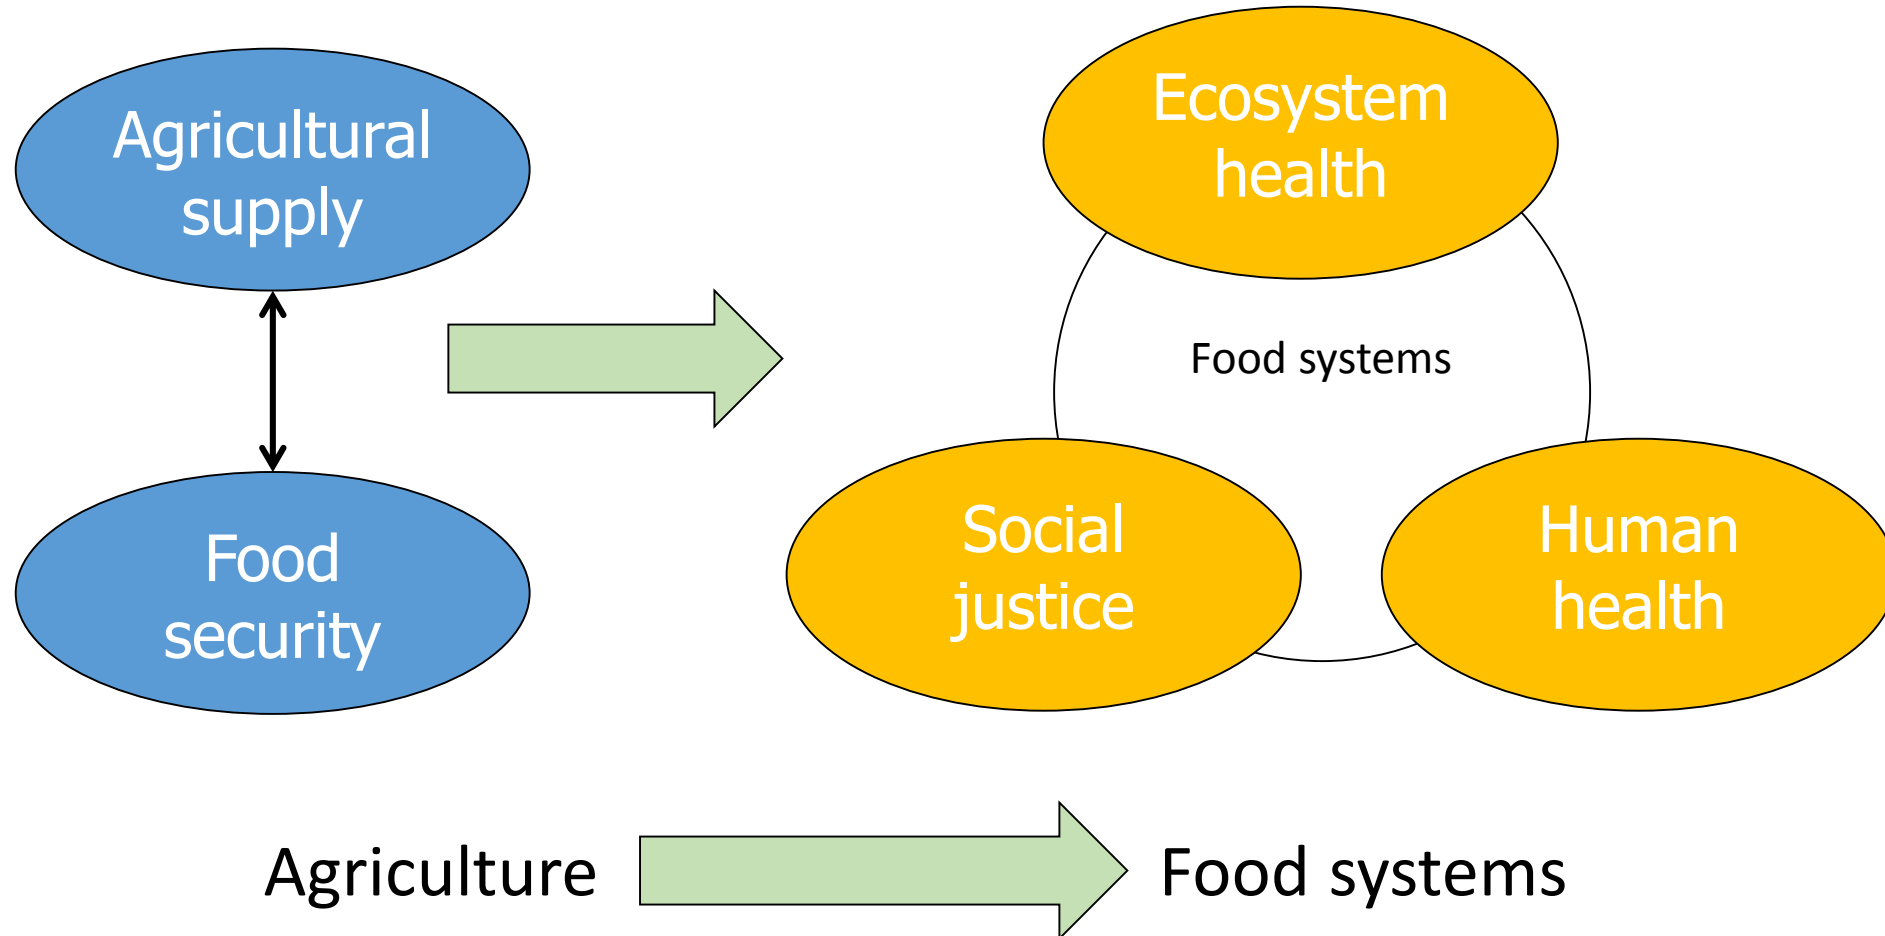 Agricultural
supply
Food
security
Ecosystem
health
Food systems
Social
justice
Human
health
Agriculture
Food systems